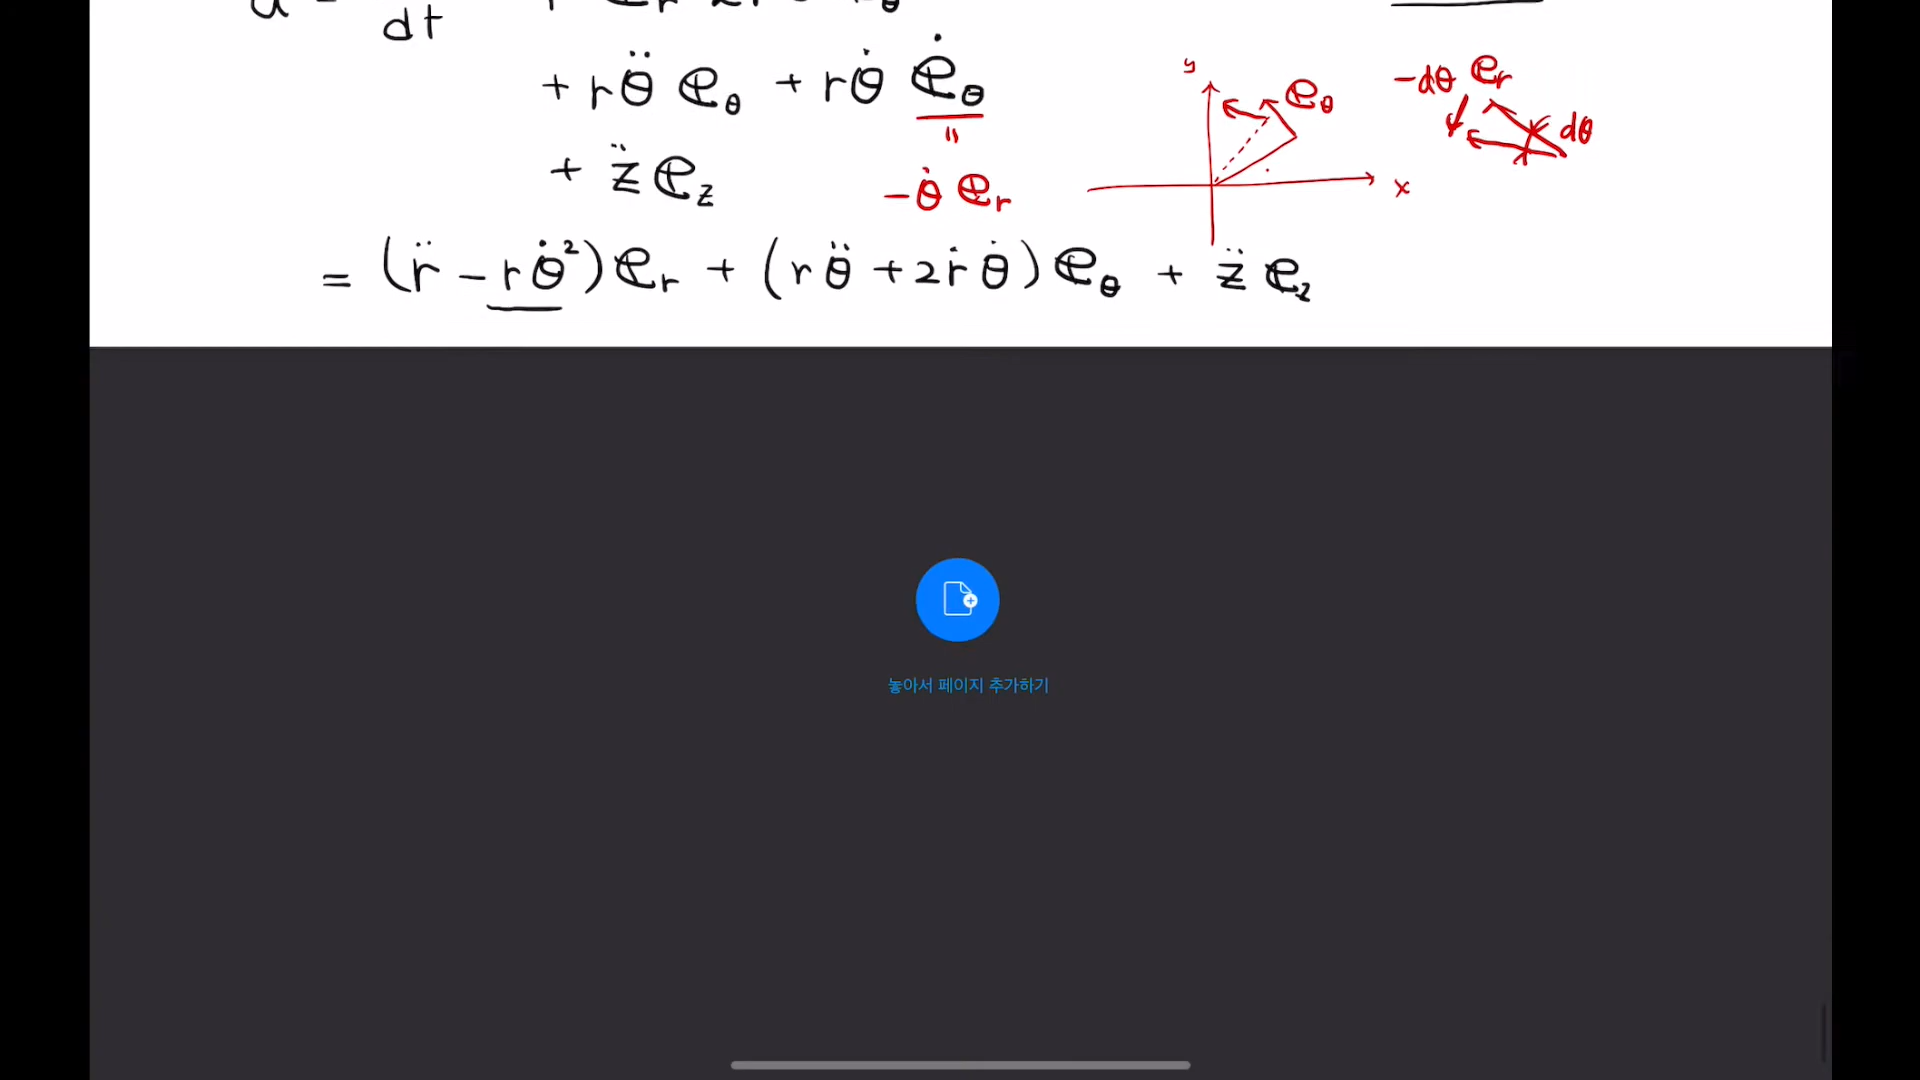 dt
+ rθ̈ e_θ + rθ̇ ė_θ
"
+ z̈ e_z
-θ̇ e_r
y
e_θ
x
-dθ e_r
dθ
= (r̈ - rθ̇²) e_r + (rθ̈ + 2ṙθ̇) e_θ + z̈ e_z
놓아서 페이지 추가하기